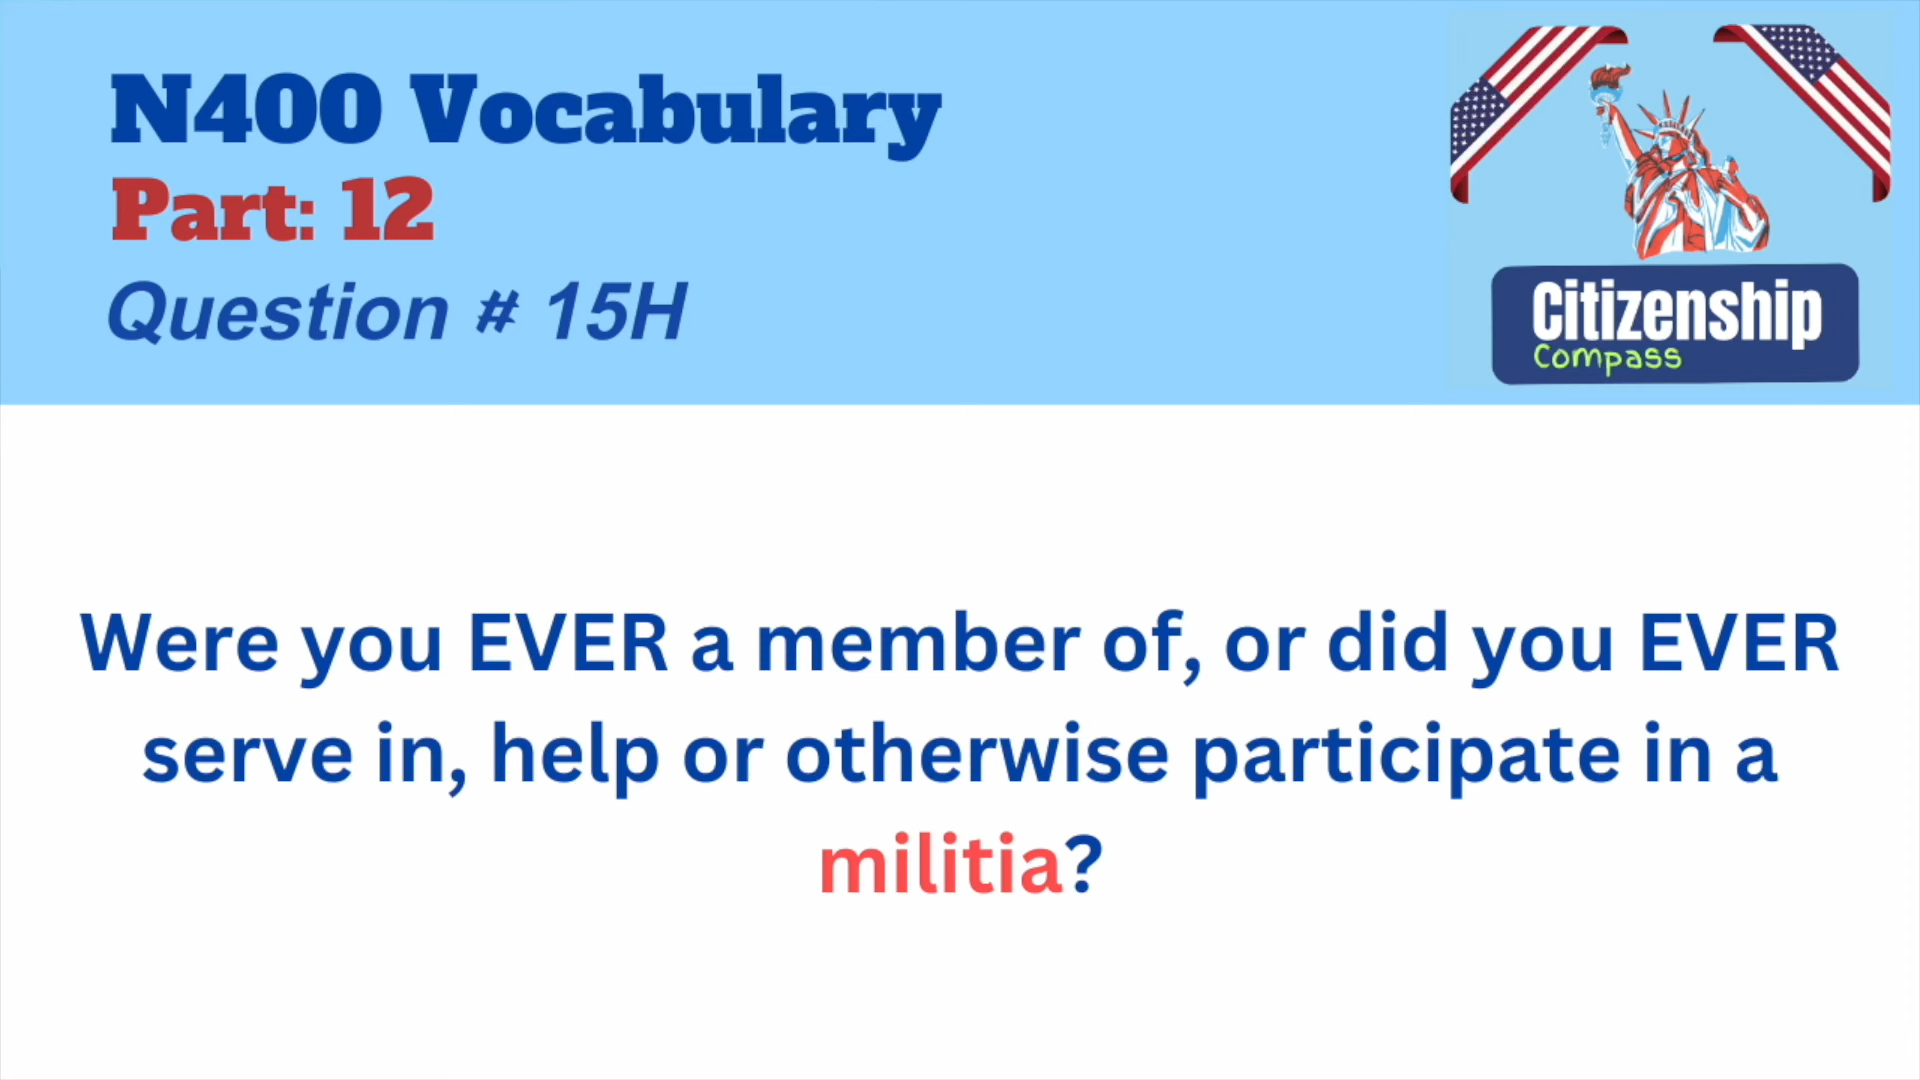 N400 Vocabulary
Part: 12
Question # 15H
Citizenship
Compass
Were you EVER a member of, or did you EVER
serve in, help or otherwise participate in a
militia?